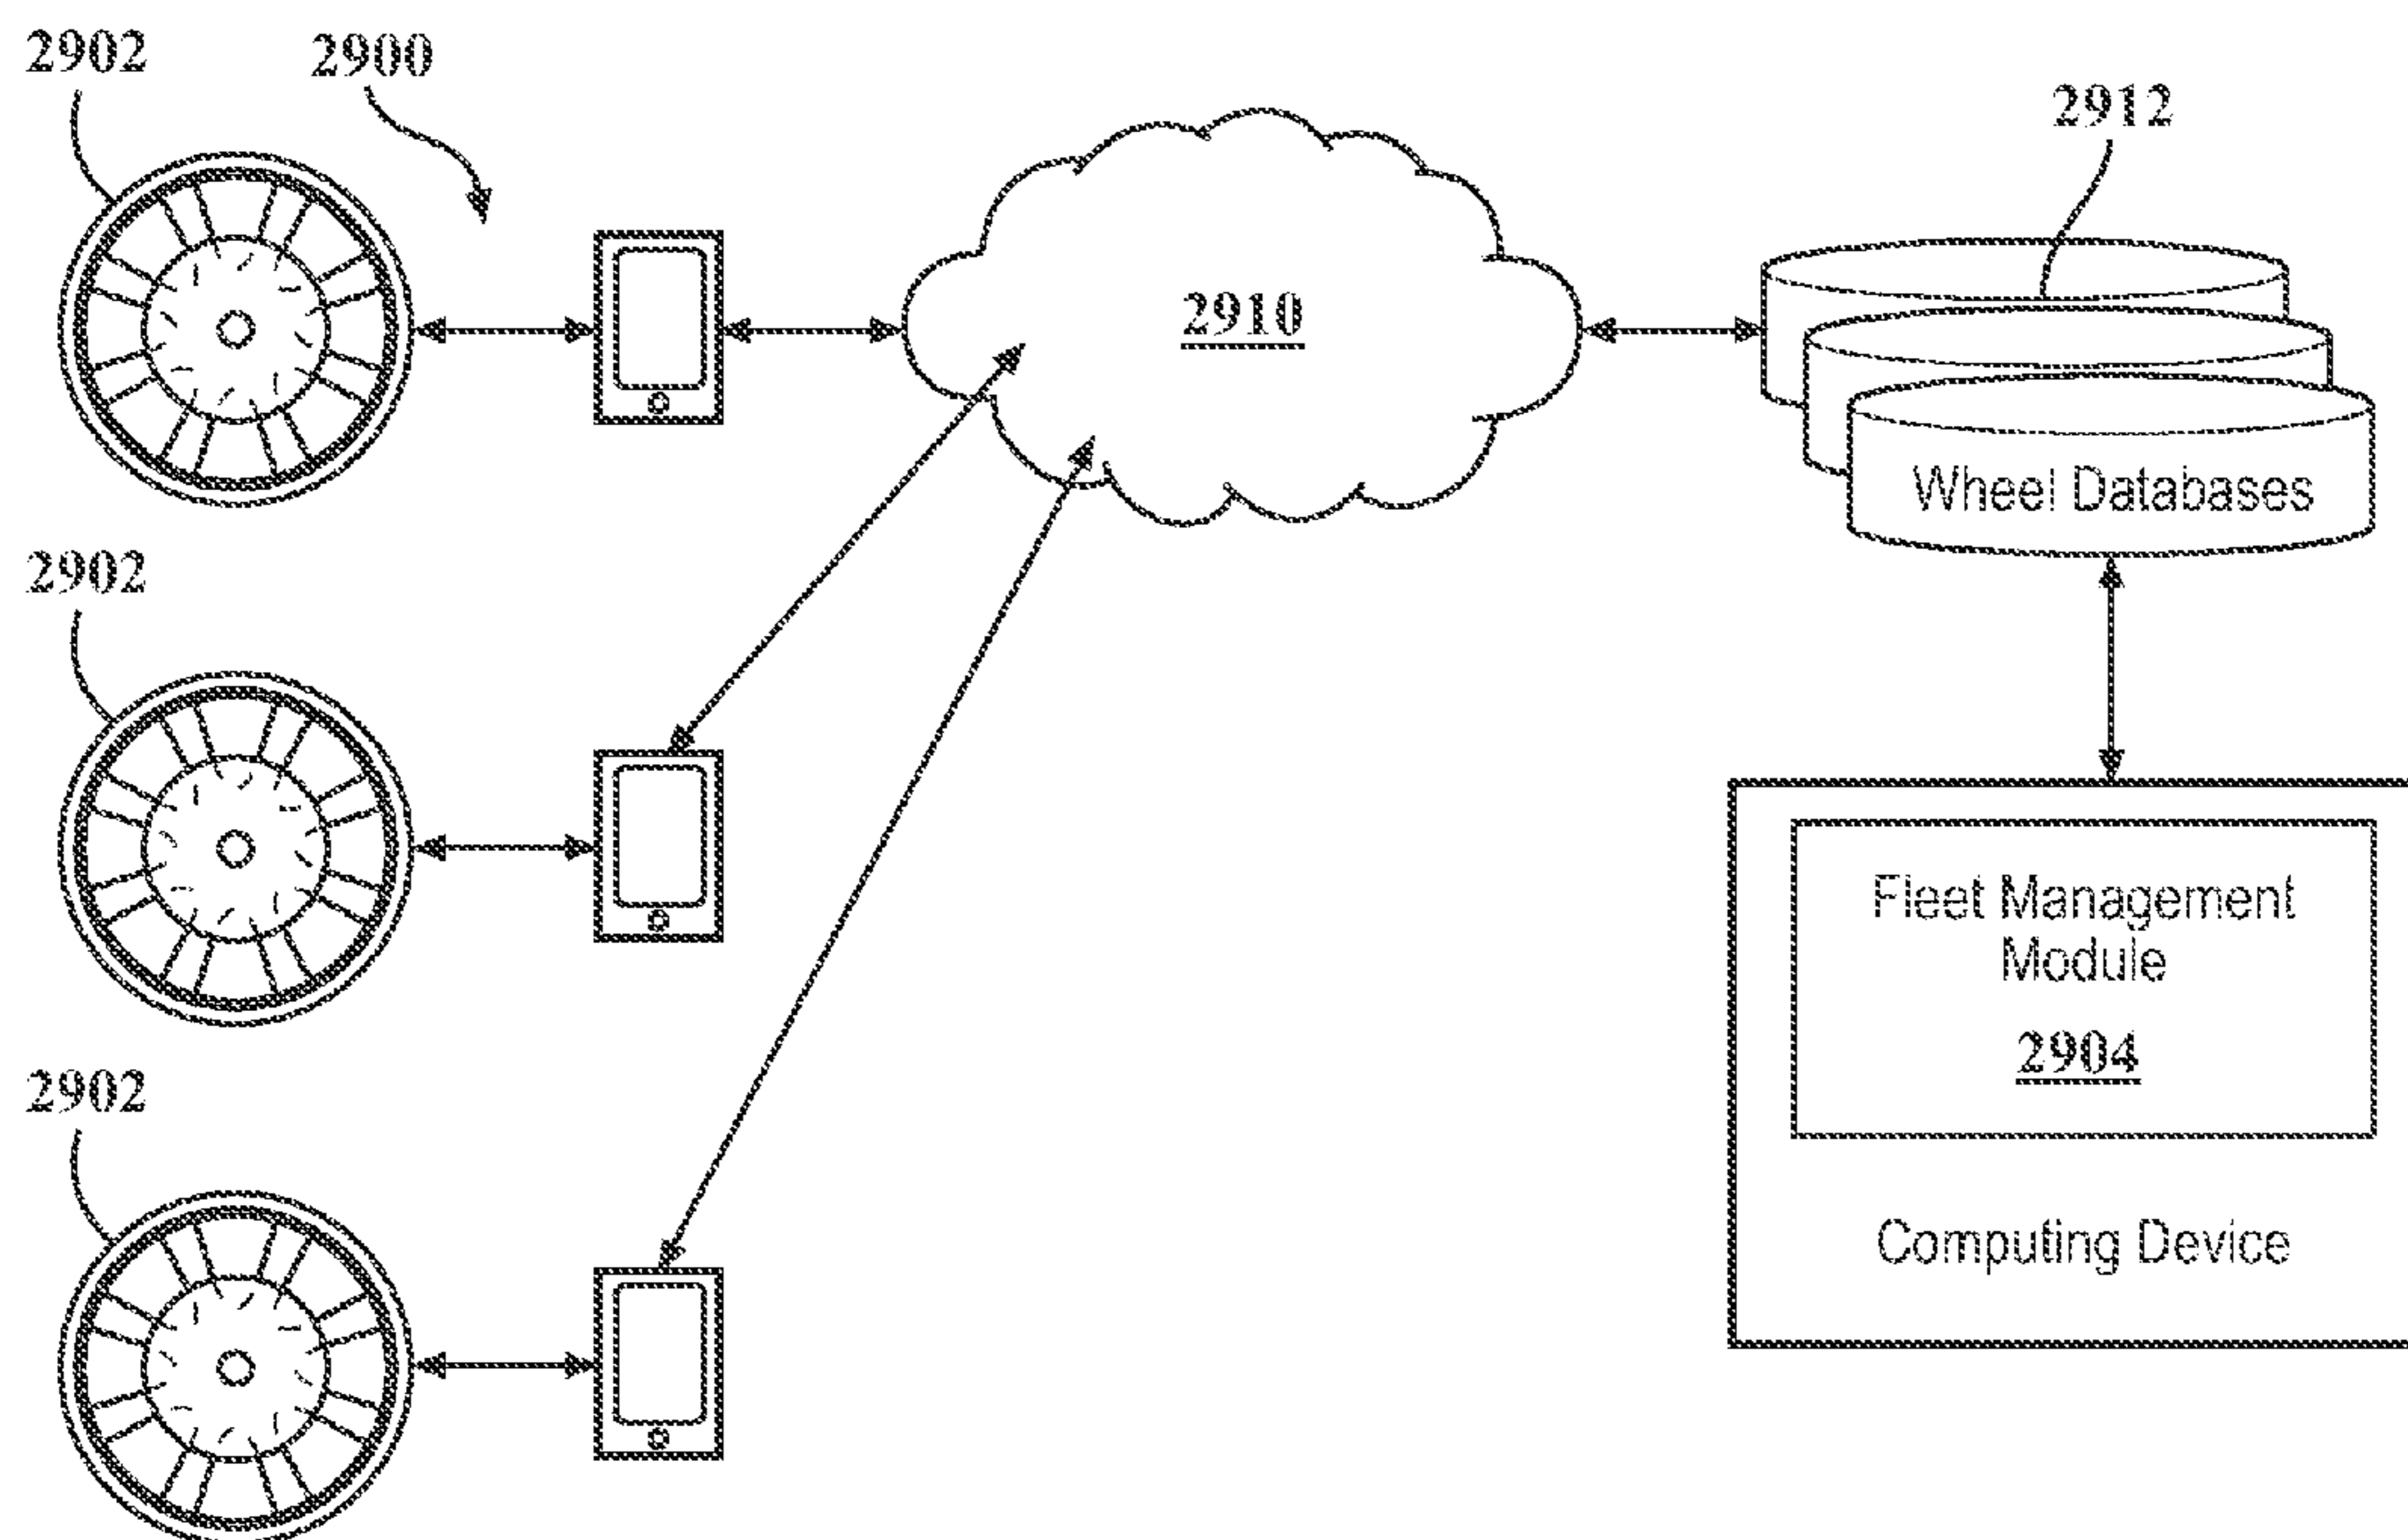 2902
2900
2912
2910
Wheel Databases
2902
Fleet Management
Module
2904
2902
Computing Device